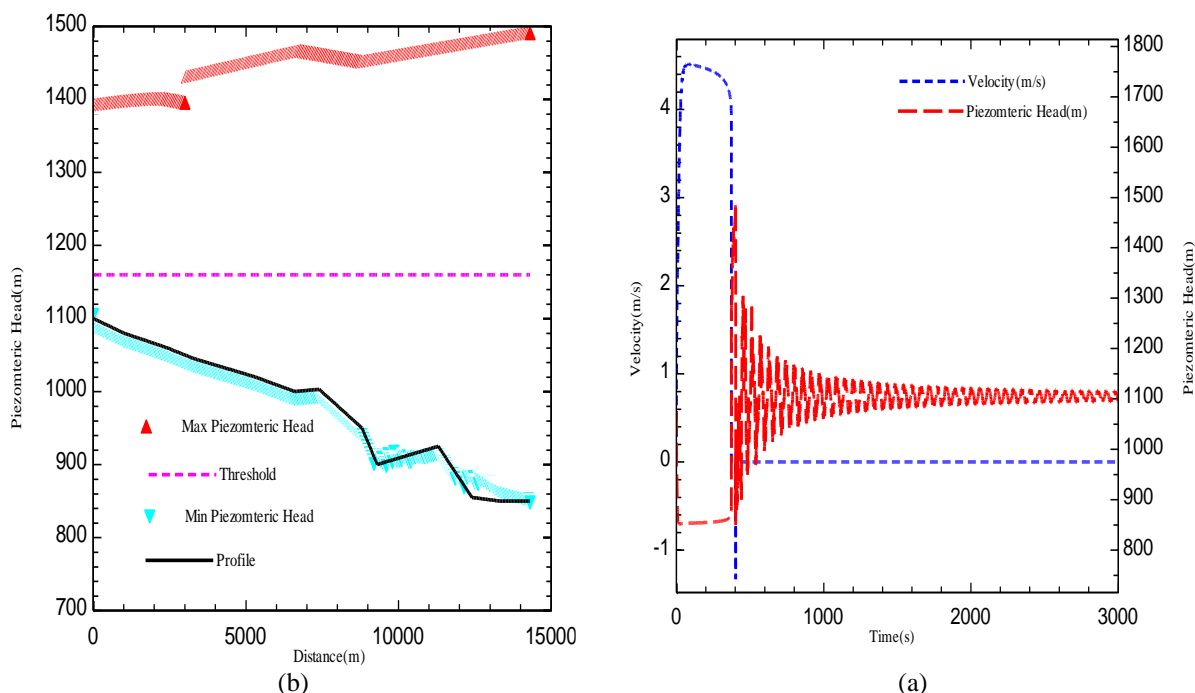 1500
1400
1300
1200
1100
1000
900
800
700
Piezomteric Head(m)
Max Piezomteric Head
Threshold
Min Piezomteric Head
Profile
0
5000
10000
15000
Distance(m)
(b)
4
3
2
1
0
-1
Velocity(m/s)
Velocity(m/s)
Piezomteric Head(m)
1800
1700
1600
1500
1400
1300
1200
1100
1000
900
800
Piezomteric Head(m)
0
1000
2000
3000
Time(s)
(a)